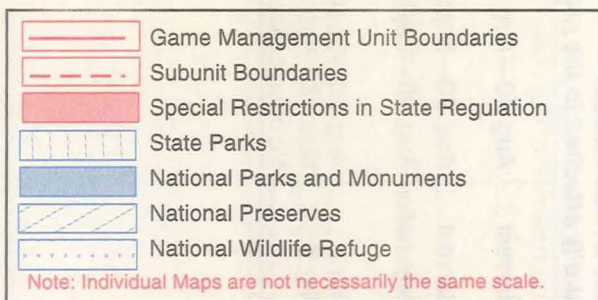 Game Management Unit Boundaries
Subunit Boundaries
Special Restrictions in State Regulation
State Parks
National Parks and Monuments
National Preserves
National Wildlife Refuge
Note: Individual Maps are not necessarily the same scale.